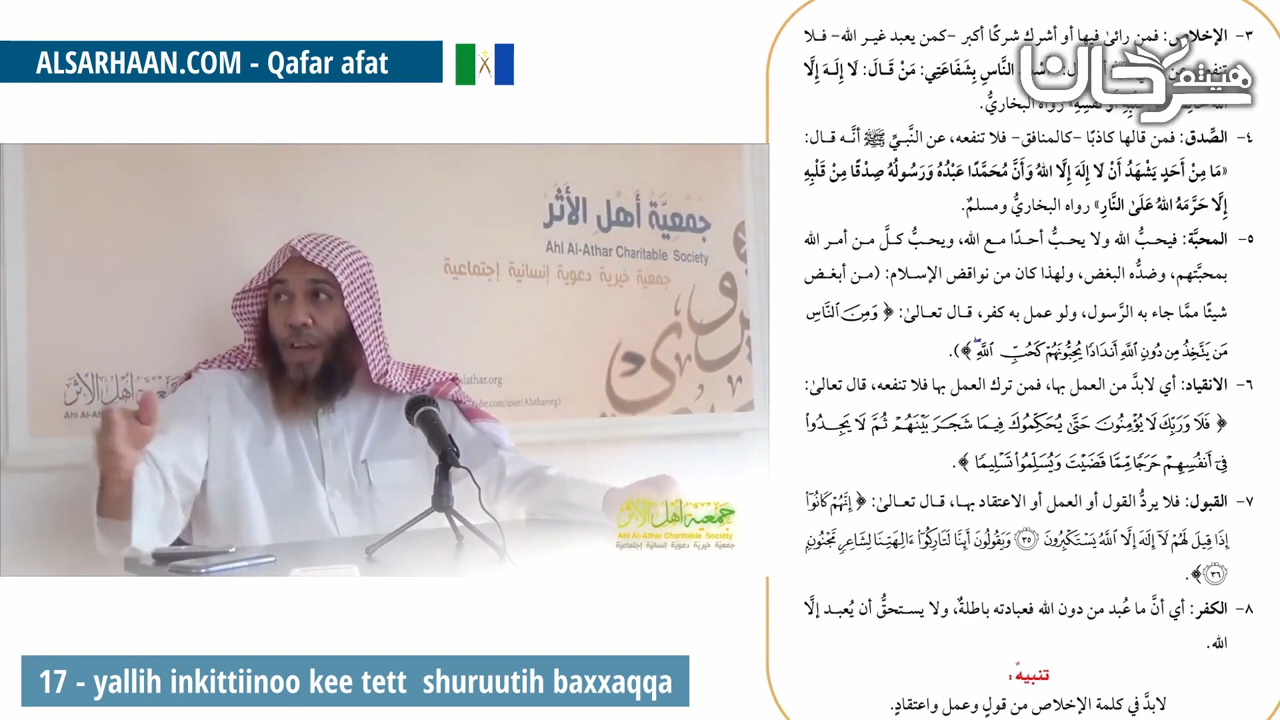 ALSARHAAN.COM - Qafar afat
جمعية أهل الأثر
Ahl Al-Athar Charitable Society
جمعية خيرية دعوية إنسانية إجتماعية
جمعية أهل الأثر
Ahl Al-Athar Charitable Society
جمعية خيرية دعوية إنسانية إجتماعية
17 - yallih inkittiinoo kee tett shuruutih baxxaqqa
هيثم سرحان
٣- الإخلاص: فمن رائىٰ فيها أو أشرك شركًا أكبر -كمن يعبد غير الله- فلا
النَّاسِ بِشَفَاعَتِي: مَنْ قَالَ: لَا إِلَهَ إِلَّا
أَوْ نَفْسِهِ» رواه البخاريُّ.
٤- الصِّدق: فمن قالها كاذبًا -كالمنافق- فلا تنفعه، عن النَّبيِّ ﷺ أنَّه قال:
«مَا مِنْ أَحَدٍ يَشْهَدُ أَنْ لَا إِلَهَ إِلَّا اللهُ وَأَنَّ مُحَمَّدًا عَبْدُهُ وَرَسُولُهُ صِدْقًا مِنْ قَلْبِهِ
إِلَّا حَرَّمَهُ اللهُ عَلَىٰ النَّارِ» رواه البخاريُّ ومسلمٌ.
٥- المحبَّة: فيحبُّ الله ولا يحبُّ أحدًا مع الله، ويحبُّ كلَّ من أمر الله
بمحبَّتهم، وضدُّه البغض، ولهذا كان من نواقض الإسلام: (من أبغض
شيئًا ممَّا جاء به الرَّسول، ولو عمل به كفر، قال تعالىٰ: ﴿ وَمِنَ ٱلنَّاسِ
مَن يَتَّخِذُ مِن دُونِ ٱللَّهِ أَندَادًا يُحِبُّونَهُمْ كَحُبِّ ٱللَّهِ ۖ ﴾).
٦- الانقياد: أي لابدَّ من العمل بها، فمن ترك العمل بها فلا تنفعه، قال تعالىٰ:
﴿ فَلَا وَرَبِّكَ لَا يُؤْمِنُونَ حَتَّىٰ يُحَكِّمُوكَ فِيمَا شَجَرَ بَيْنَهُمْ ثُمَّ لَا يَجِدُوا۟
فِىٓ أَنفُسِهِمْ حَرَجًا مِّمَّا قَضَيْتَ وَيُسَلِّمُوا۟ تَسْلِيمًا ﴾.
٧- القبول: فلا يردُّ القول أو العمل أو الاعتقاد بها، قال تعالىٰ: ﴿ إِنَّهُمْ كَانُوٓا۟
إِذَا قِيلَ لَهُمْ لَآ إِلَٰهَ إِلَّا ٱللَّهُ يَسْتَكْبِرُونَ ٣٥ وَيَقُولُونَ أَئِنَّا لَتَارِكُوٓا۟ ءَالِهَتِنَا لِشَاعِرٍ مَّجْنُونٍ
٣٦ ﴾.
٨- الكفر: أي أنَّ ما عُبد من دون الله فعبادته باطلةٌ، ولا يستحقُّ أن يُعبد إلَّا
الله.
تنبيهٌ:
لابدَّ في كلمة الإخلاص من قولٍ وعمل واعتقادٍ.